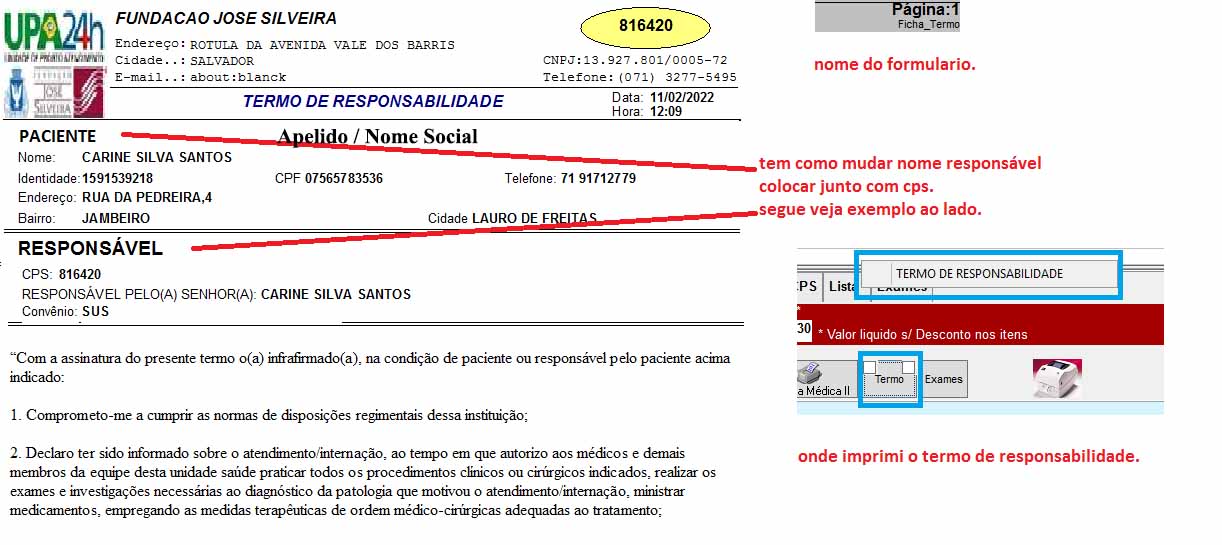 UPA24h
UNIDADE DE PRONTO ATENDIMENTO
FUNDAÇÃO
JOSÉ
SILVEIRA
FUNDACAO JOSE SILVEIRA
Endereço: ROTULA DA AVENIDA VALE DOS BARRIS
Cidade..: SALVADOR
E-mail..: about:blanck
816420
CNPJ:13.927.801/0005-72
Telefone:(071) 3277-5495
TERMO DE RESPONSABILIDADE
Data: 11/02/2022
Hora: 12:09
PACIENTE
Apelido / Nome Social
Nome: CARINE SILVA SANTOS
Identidade: 1591539218 CPF 07565783536 Telefone: 71 91712779
Endereço: RUA DA PEDREIRA,4
Bairro: JAMBEIRO Cidade LAURO DE FREITAS
RESPONSÁVEL
CPS: 816420
RESPONSÁVEL PELO(A) SENHOR(A): CARINE SILVA SANTOS
Convênio: SUS
“Com a assinatura do presente termo o(a) infrafirmado(a), na condição de paciente ou responsável pelo paciente acima
indicado:
1. Comprometo-me a cumprir as normas de disposições regimentais dessa instituição;
2. Declaro ter sido informado sobre o atendimento/internação, ao tempo em que autorizo aos médicos e demais
membros da equipe desta unidade saúde praticar todos os procedimentos clínicos ou cirúrgicos indicados, realizar os
exames e investigações necessárias ao diagnóstico da patologia que motivou o atendimento/internação, ministrar
medicamentos, empregando as medidas terapêuticas de ordem médico-cirúrgicas adequadas ao tratamento;
Página:1
Ficha_Termo
nome do formulario.
tem como mudar nome responsável
colocar junto com cps.
segue veja exemplo ao lado.
TERMO DE RESPONSABILIDADE
CPS Lista Exames
30 * Valor liquido s/ Desconto nos itens
a Médica II Termo Exames
onde imprimi o termo de responsabilidade.